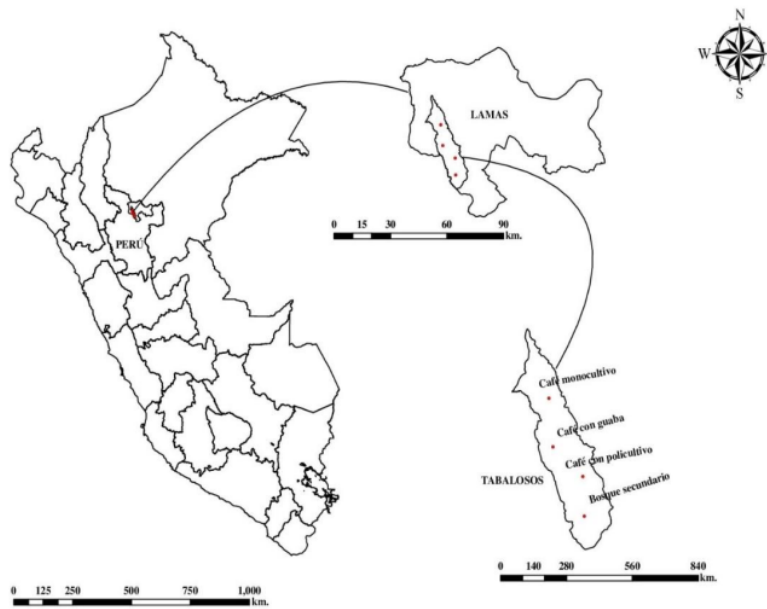 N
W E
S
LAMAS
0 15 30 60 90
km.
PERÚ
Café monocultivo
Café con guaba
Café con policultivo
TABALOSOS
Bosque secundario
0 140 280 560 840
km.
0 125 250 500 750 1,000
km.